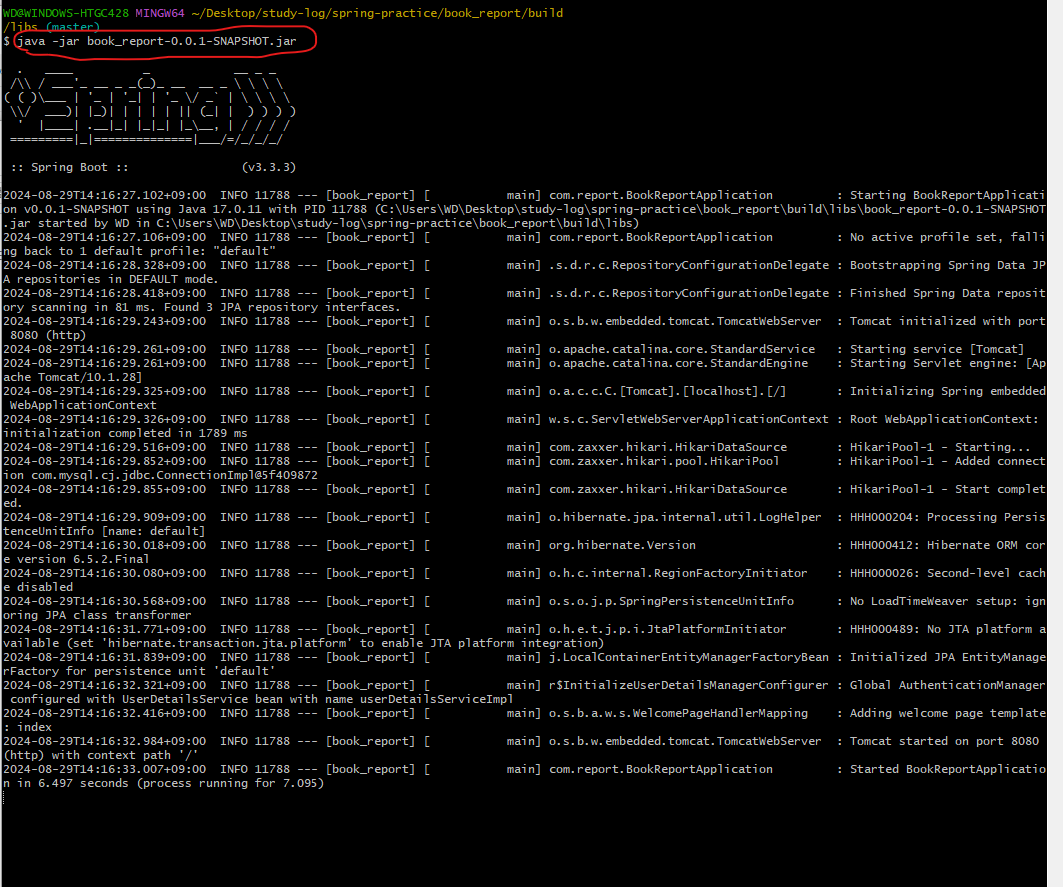 WD@WINDOWS-HTGC428 MINGW64 ~/Desktop/study-log/spring-practice/book_report/build
/libs (master)
$ java -jar book_report-0.0.1-SNAPSHOT.jar
  .   ____          _            __ _ _
 /\\ / ___'_ __ _ _(_)_ __  __ _ \ \ \ \
( ( )\___ | '_ | '_| | '_ \/ _` | \ \ \ \
 \\/  ___)| |_)| | | | | || (_| |  ) ) ) )
  '  |____| .__|_| |_|_| |_\__, | / / / /
 =========|_|==============|___/=/_/_/_/
 :: Spring Boot ::                (v3.3.3)
2024-08-29T14:16:27.102+09:00  INFO 11788 --- [book_report] [           main] com.report.BookReportApplication         : Starting BookReportApplicati
on v0.0.1-SNAPSHOT using Java 17.0.11 with PID 11788 (C:\Users\WD\Desktop\study-log\spring-practice\book_report\build\libs\book_report-0.0.1-SNAPSHOT
.jar started by WD in C:\Users\WD\Desktop\study-log\spring-practice\book_report\build\libs)
2024-08-29T14:16:27.106+09:00  INFO 11788 --- [book_report] [           main] com.report.BookReportApplication         : No active profile set, falli
ng back to 1 default profile: "default"
2024-08-29T14:16:28.328+09:00  INFO 11788 --- [book_report] [           main] .s.d.r.c.RepositoryConfigurationDelegate : Bootstrapping Spring Data JP
A repositories in DEFAULT mode.
2024-08-29T14:16:28.418+09:00  INFO 11788 --- [book_report] [           main] .s.d.r.c.RepositoryConfigurationDelegate : Finished Spring Data reposit
ory scanning in 81 ms. Found 3 JPA repository interfaces.
2024-08-29T14:16:29.243+09:00  INFO 11788 --- [book_report] [           main] o.s.b.w.embedded.tomcat.TomcatWebServer  : Tomcat initialized with port
 8080 (http)
2024-08-29T14:16:29.261+09:00  INFO 11788 --- [book_report] [           main] o.apache.catalina.core.StandardService   : Starting service [Tomcat]
2024-08-29T14:16:29.261+09:00  INFO 11788 --- [book_report] [           main] o.apache.catalina.core.StandardEngine    : Starting Servlet engine: [Ap
ache Tomcat/10.1.28]
2024-08-29T14:16:29.325+09:00  INFO 11788 --- [book_report] [           main] o.a.c.c.C.[Tomcat].[localhost].[/]       : Initializing Spring embedded
 WebApplicationContext
2024-08-29T14:16:29.326+09:00  INFO 11788 --- [book_report] [           main] w.s.c.ServletWebServerApplicationContext : Root WebApplicationContext:
initialization completed in 1789 ms
2024-08-29T14:16:29.516+09:00  INFO 11788 --- [book_report] [           main] com.zaxxer.hikari.HikariDataSource       : HikariPool-1 - Starting...
2024-08-29T14:16:29.852+09:00  INFO 11788 --- [book_report] [           main] com.zaxxer.hikari.pool.HikariPool        : HikariPool-1 - Added connect
ion com.mysql.cj.jdbc.ConnectionImpl@5f409872
2024-08-29T14:16:29.855+09:00  INFO 11788 --- [book_report] [           main] com.zaxxer.hikari.HikariDataSource       : HikariPool-1 - Start complet
ed.
2024-08-29T14:16:29.909+09:00  INFO 11788 --- [book_report] [           main] o.hibernate.jpa.internal.util.LogHelper  : HHH000204: Processing Persis
tenceUnitInfo [name: default]
2024-08-29T14:16:30.018+09:00  INFO 11788 --- [book_report] [           main] org.hibernate.Version                    : HHH000412: Hibernate ORM cor
e version 6.5.2.Final
2024-08-29T14:16:30.080+09:00  INFO 11788 --- [book_report] [           main] o.h.c.internal.RegionFactoryInitiator    : HHH000026: Second-level cach
e disabled
2024-08-29T14:16:30.568+09:00  INFO 11788 --- [book_report] [           main] o.s.o.j.p.SpringPersistenceUnitInfo      : No LoadTimeWeaver setup: ign
oring JPA class transformer
2024-08-29T14:16:31.771+09:00  INFO 11788 --- [book_report] [           main] o.h.e.t.j.p.i.JtaPlatformInitiator       : HHH000489: No JTA platform a
vailable (set 'hibernate.transaction.jta.platform' to enable JTA platform integration)
2024-08-29T14:16:31.839+09:00  INFO 11788 --- [book_report] [           main] j.LocalContainerEntityManagerFactoryBean : Initialized JPA EntityManage
rFactory for persistence unit 'default'
2024-08-29T14:16:32.321+09:00  INFO 11788 --- [book_report] [           main] r$InitializeUserDetailsManagerConfigurer : Global AuthenticationManager
 configured with UserDetailsService bean with name userDetailsServiceImpl
2024-08-29T14:16:32.416+09:00  INFO 11788 --- [book_report] [           main] o.s.b.a.w.s.WelcomePageHandlerMapping    : Adding welcome page template
: index
2024-08-29T14:16:32.984+09:00  INFO 11788 --- [book_report] [           main] o.s.b.w.embedded.tomcat.TomcatWebServer  : Tomcat started on port 8080
(http) with context path '/'
2024-08-29T14:16:33.007+09:00  INFO 11788 --- [book_report] [           main] com.report.BookReportApplication         : Started BookReportApplicatio
n in 6.497 seconds (process running for 7.095)